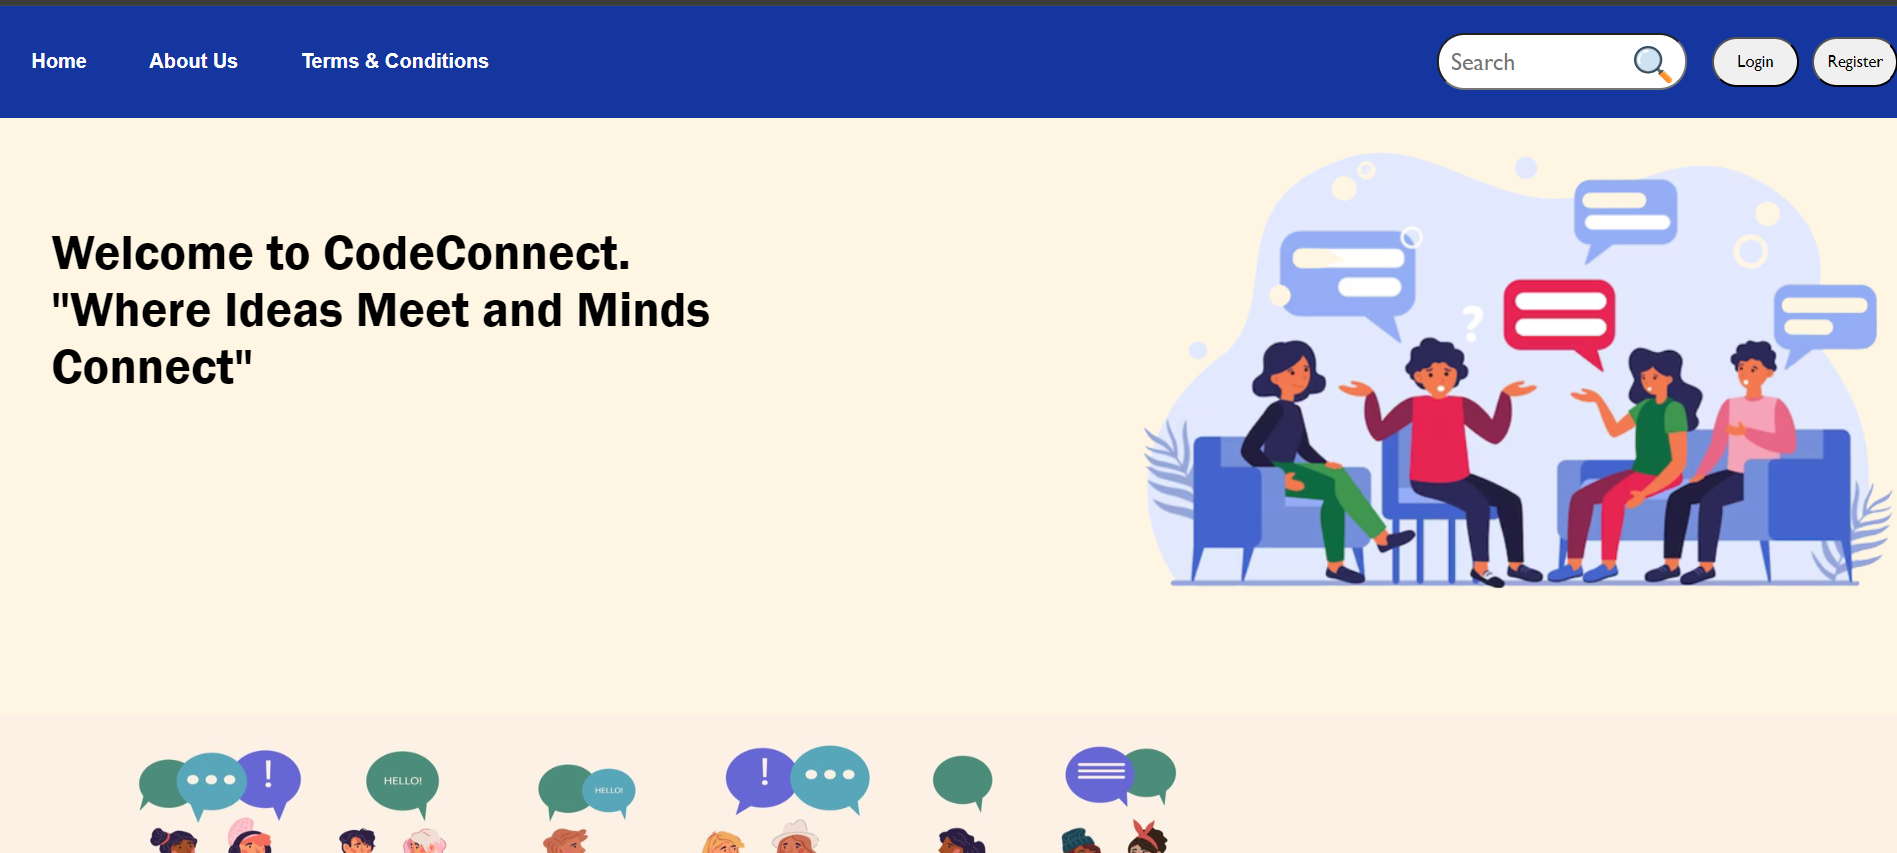 Home About Us Terms & Conditions Search Login Register
Welcome to CodeConnect.
"Where Ideas Meet and Minds
Connect"
?
! HELLO! HELLO! !